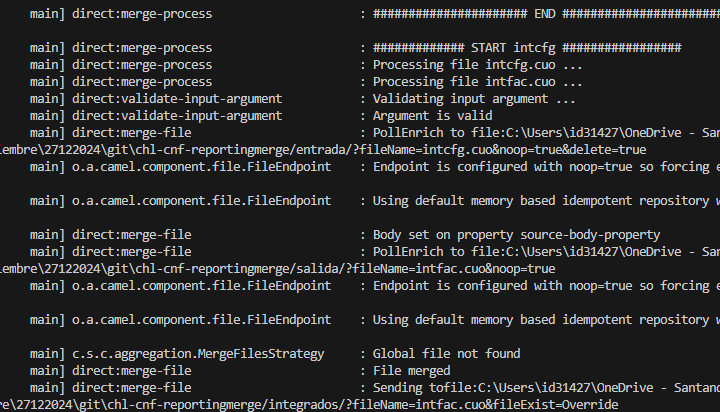 main] direct:merge-process : ###################### END #######################
main] direct:merge-process : ############# START intcfg #################
main] direct:merge-process : Processing file intcfg.cuo ...
main] direct:merge-process : Processing file intfac.cuo ...
main] direct:validate-input-argument : Validating input argument ...
main] direct:validate-input-argument : Argument is valid
main] direct:merge-file : PollEnrich to file:C:\Users\id31427\OneDrive - San
iembre\27122024\git\chl-cnf-reportingmerge/entrada/?fileName=intcfg.cuo&noop=true&delete=true
main] o.a.camel.component.file.FileEndpoint : Endpoint is configured with noop=true so forcing e
main] o.a.camel.component.file.FileEndpoint : Using default memory based idempotent repository w
main] direct:merge-file : Body set on property source-body-property
main] direct:merge-file : PollEnrich to file:C:\Users\id31427\OneDrive - San
iembre\27122024\git\chl-cnf-reportingmerge/salida/?fileName=intfac.cuo&noop=true
main] o.a.camel.component.file.FileEndpoint : Endpoint is configured with noop=true so forcing e
main] o.a.camel.component.file.FileEndpoint : Using default memory based idempotent repository w
main] c.s.c.aggregation.MergeFilesStrategy : Global file not found
main] direct:merge-file : File merged
main] direct:merge-file : Sending tofile:C:\Users\id31427\OneDrive - Santand
re\27122024\git\chl-cnf-reportingmerge/integrados/?fileName=intfac.cuo&fileExist=Override